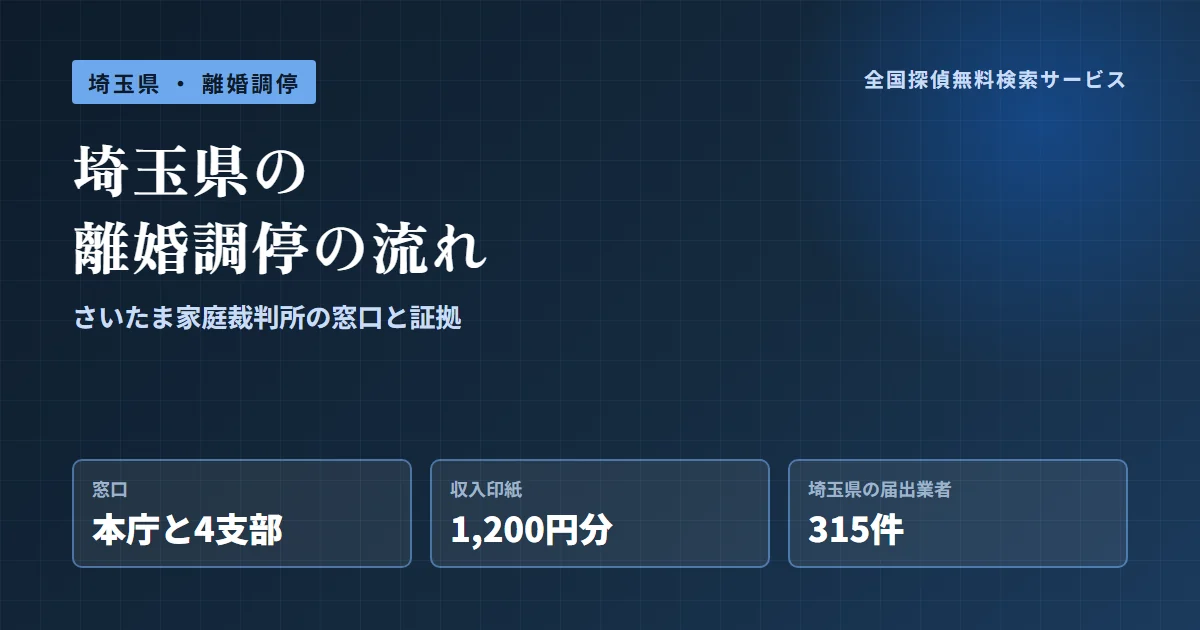 埼玉県 ・ 離婚調停
全国探偵無料検索サービス
埼玉県の
離婚調停の流れ
さいたま家庭裁判所の窓口と証拠
窓口
本庁と4支部
収入印紙
1,200円分
埼玉県の届出業者
315件